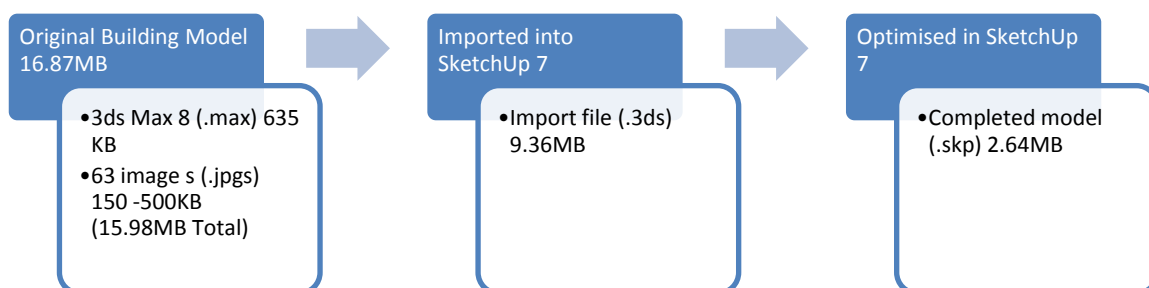 Original Building Model
16.87MB
•3ds Max 8 (.max) 635
KB
•63 image s (.jpgs)
150 -500KB
(15.98MB Total)
Imported into
SketchUp 7
•Import file (.3ds)
9.36MB
Optimised in SketchUp
7
•Completed model
(.skp) 2.64MB